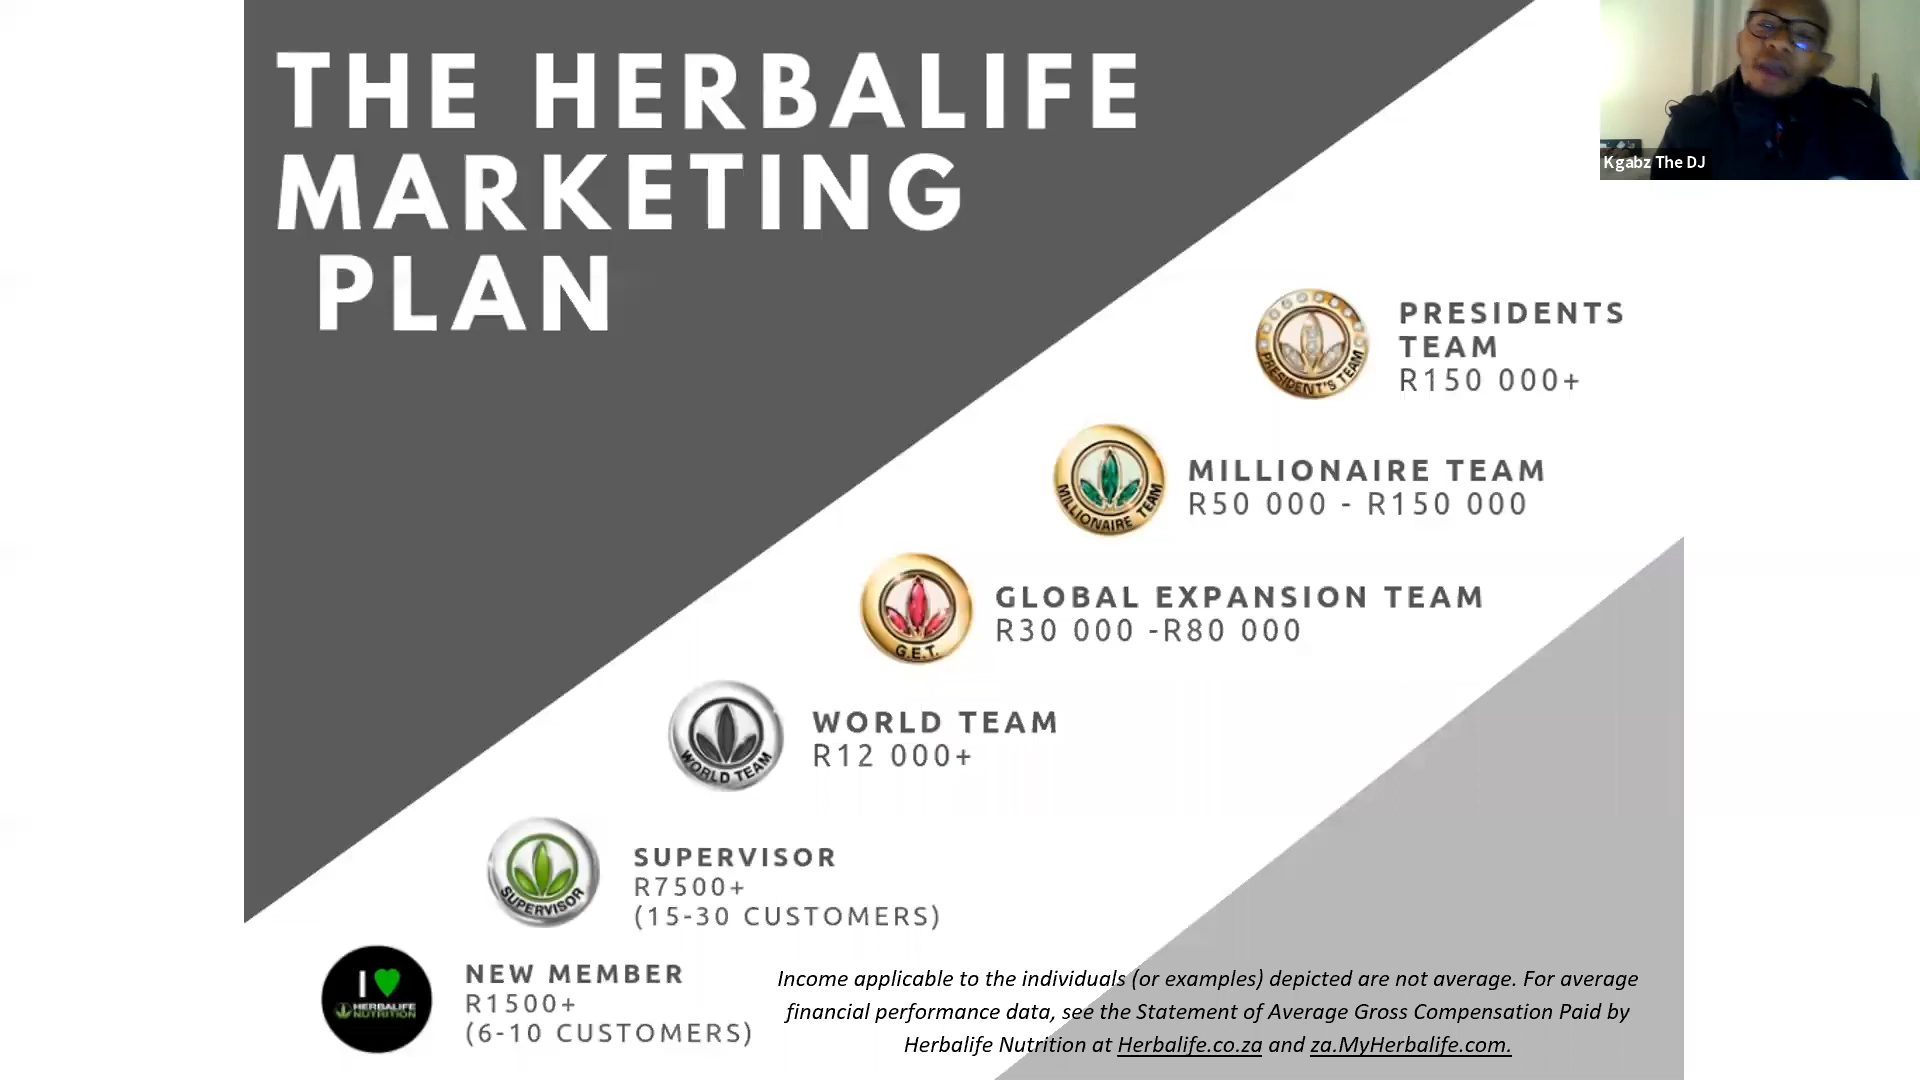 THE HERBALIFE
MARKETING
PLAN
Kgabz The DJ
PRESIDENT'S TEAM
PRESIDENTS
TEAM
R150 000+
MILLIONAIRE TEAM
MILLIONAIRE TEAM
R50 000 - R150 000
G.E.T.
GLOBAL EXPANSION TEAM
R30 000 -R80 000
WORLD TEAM
WORLD TEAM
R12 000+
SUPERVISOR
SUPERVISOR
R7500+
(15-30 CUSTOMERS)
I
HERBALIFE
NUTRITION
NEW MEMBER
R1500+
(6-10 CUSTOMERS)
Income applicable to the individuals (or examples) depicted are not average. For average
financial performance data, see the Statement of Average Gross Compensation Paid by
Herbalife Nutrition at Herbalife.co.za and za.MyHerbalife.com.